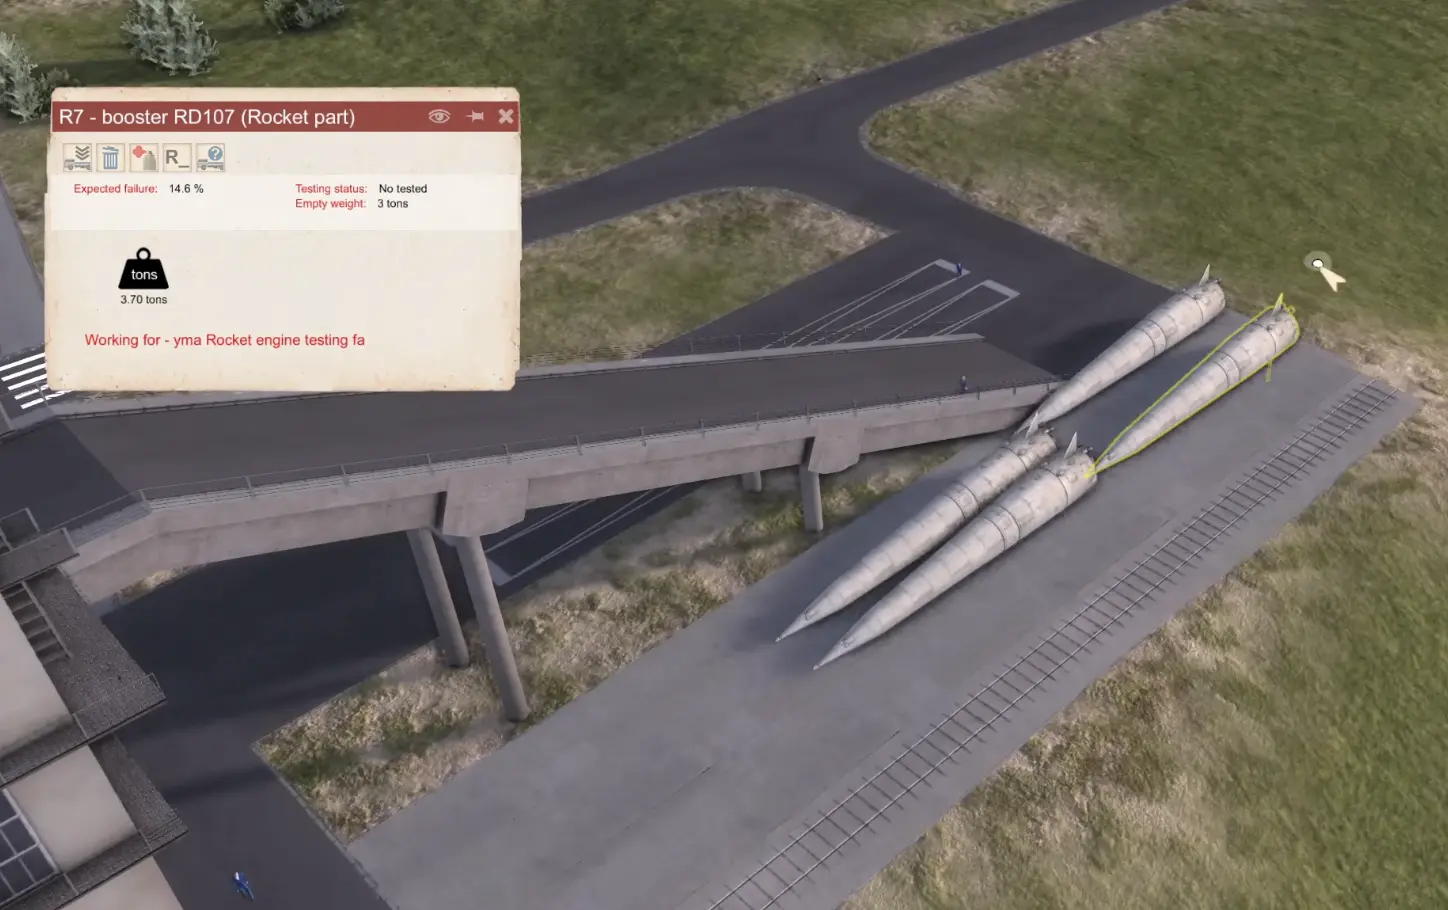 R7 - booster RD107 (Rocket part)
R_
Expected failure: 14.6 %
Testing status: No tested
Empty weight: 3 tons
tons
3.70 tons
Working for - yma Rocket engine testing fa